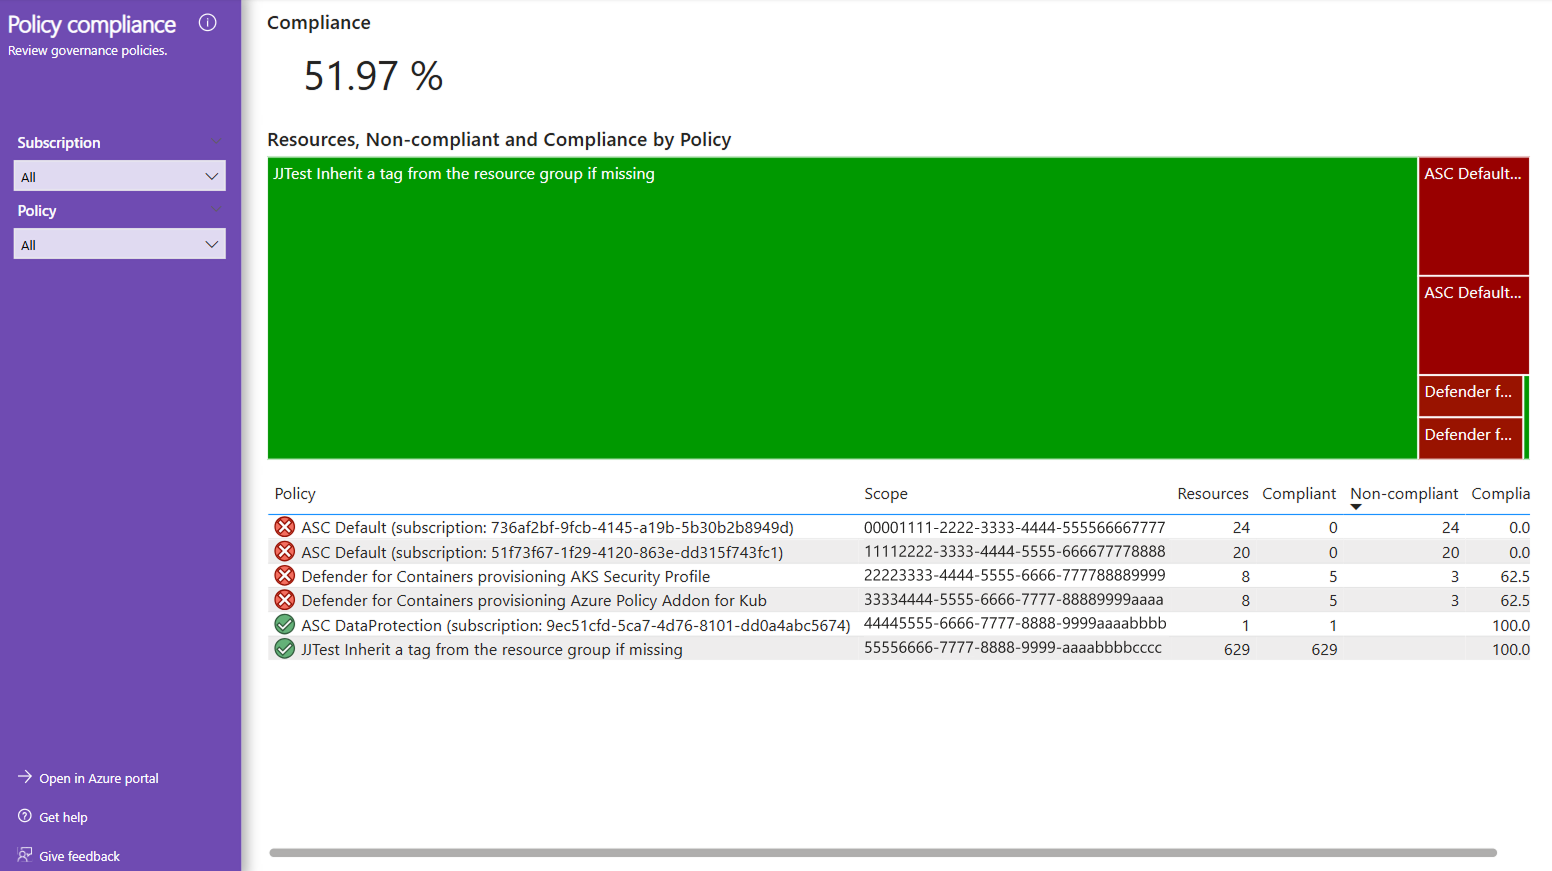 Policy compliance
Review governance policies.
Subscription
All
Policy
All
Open in Azure portal
Get help
Give feedback
Compliance
51.97 %
Resources, Non-compliant and Compliance by Policy
JJTest Inherit a tag from the resource group if missing
ASC Default...
ASC Default...
Defender f...
Defender f...
Policy Scope Resources Compliant Non-compliant Complia
ASC Default (subscription: 736af2bf-9fcb-4145-a19b-5b30b2b8949d) 00001111-2222-3333-4444-555566667777 24 0 24 0.0
ASC Default (subscription: 51f73f67-1f29-4120-863e-dd315f743fc1) 11112222-3333-4444-5555-666677778888 20 0 20 0.0
Defender for Containers provisioning AKS Security Profile 22223333-4444-5555-6666-777788889999 8 5 3 62.5
Defender for Containers provisioning Azure Policy Addon for Kub 33334444-5555-6666-7777-88889999aaaa 8 5 3 62.5
ASC DataProtection (subscription: 9ec51cfd-5ca7-4d76-8101-dd0a4abc5674) 44445555-6666-7777-8888-9999aaaabbbb 1 1 100.0
JJTest Inherit a tag from the resource group if missing 55556666-7777-8888-9999-aaaabbbbcccc 629 629 100.0